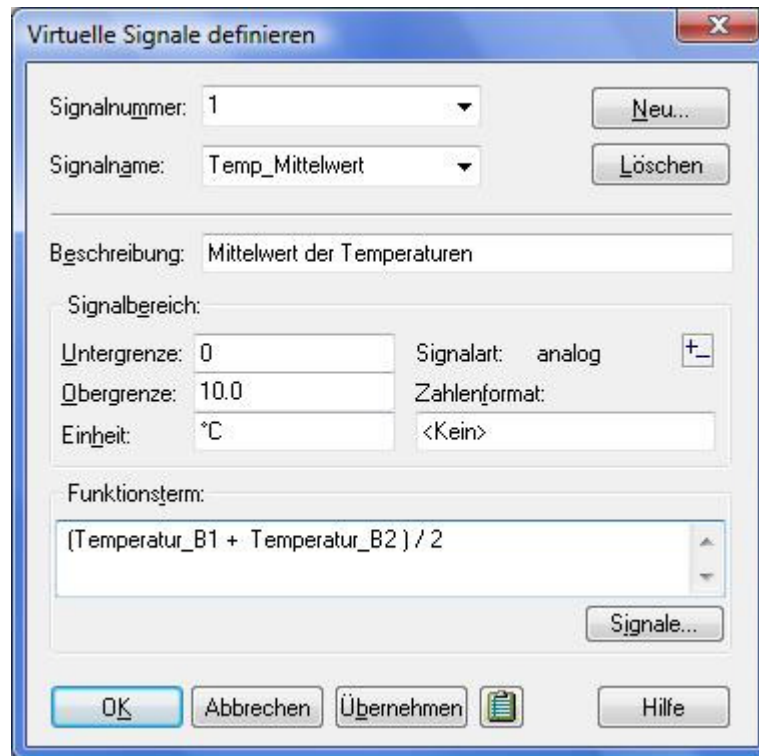 Virtuelle Signale definieren
X
Signalnummer: 1
Neu...
Signalname: Temp_Mittelwert
Löschen
Beschreibung: Mittelwert der Temperaturen
Signalbereich:
Untergrenze: 0
Signalart: analog
+_
Obergrenze: 10.0
Zahlenformat:
Einheit: °C
<Kein>
Funktionsterm:
(Temperatur_B1 + Temperatur_B2 ) / 2
Signale...
OK
Abbrechen
Übernehmen
Hilfe